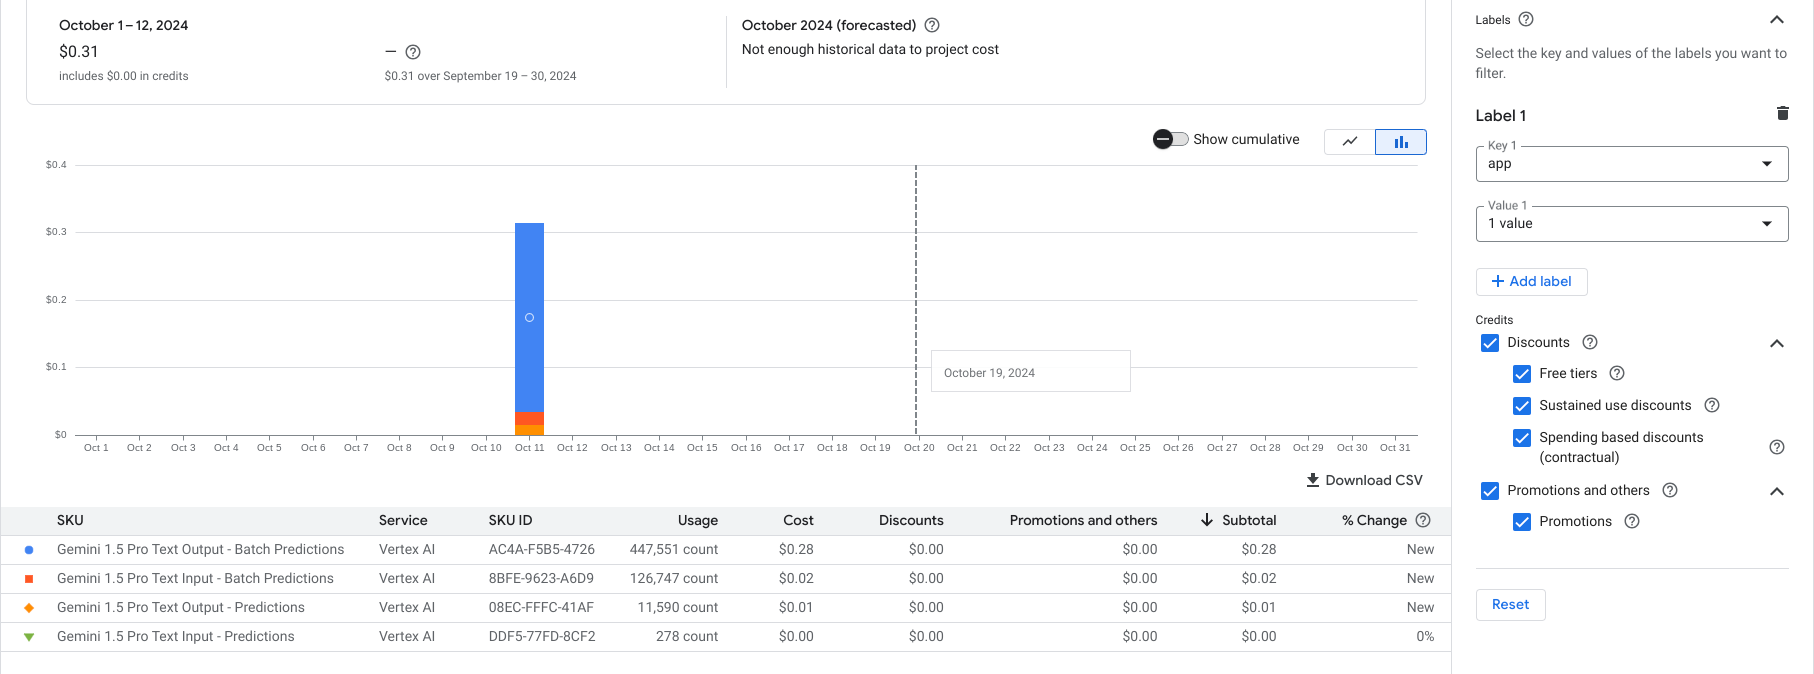 October 1 – 12, 2024
$0.31
includes $0.00 in credits
—
$0.31 over September 19 – 30, 2024
October 2024 (forecasted)
Not enough historical data to project cost
Show cumulative
$0.4
$0.3
$0.2
$0.1
$0
October 19, 2024
Oct 1 Oct 2 Oct 3 Oct 4 Oct 5 Oct 6 Oct 7 Oct 8 Oct 9 Oct 10 Oct 11 Oct 12 Oct 13 Oct 14 Oct 15 Oct 16 Oct 17 Oct 18 Oct 19 Oct 20 Oct 21 Oct 22 Oct 23 Oct 24 Oct 25 Oct 26 Oct 27 Oct 28 Oct 29 Oct 30 Oct 31
Download CSV
SKU Service SKU ID Usage Cost Discounts Promotions and others Subtotal % Change
Gemini 1.5 Pro Text Output - Batch Predictions Vertex AI AC4A-F5B5-4726 447,551 count $0.28 $0.00 $0.00 $0.28 New
Gemini 1.5 Pro Text Input - Batch Predictions Vertex AI 8BFE-9623-A6D9 126,747 count $0.02 $0.00 $0.00 $0.02 New
Gemini 1.5 Pro Text Output - Predictions Vertex AI 08EC-FFFC-41AF 11,590 count $0.01 $0.00 $0.00 $0.01 New
Gemini 1.5 Pro Text Input - Predictions Vertex AI DDF5-77FD-8CF2 278 count $0.00 $0.00 $0.00 $0.00 0%
Labels
Select the key and values of the labels you want to
filter.
Label 1
Key 1
app
Value 1
1 value
+ Add label
Credits
Discounts
Free tiers
Sustained use discounts
Spending based discounts
(contractual)
Promotions and others
Promotions
Reset